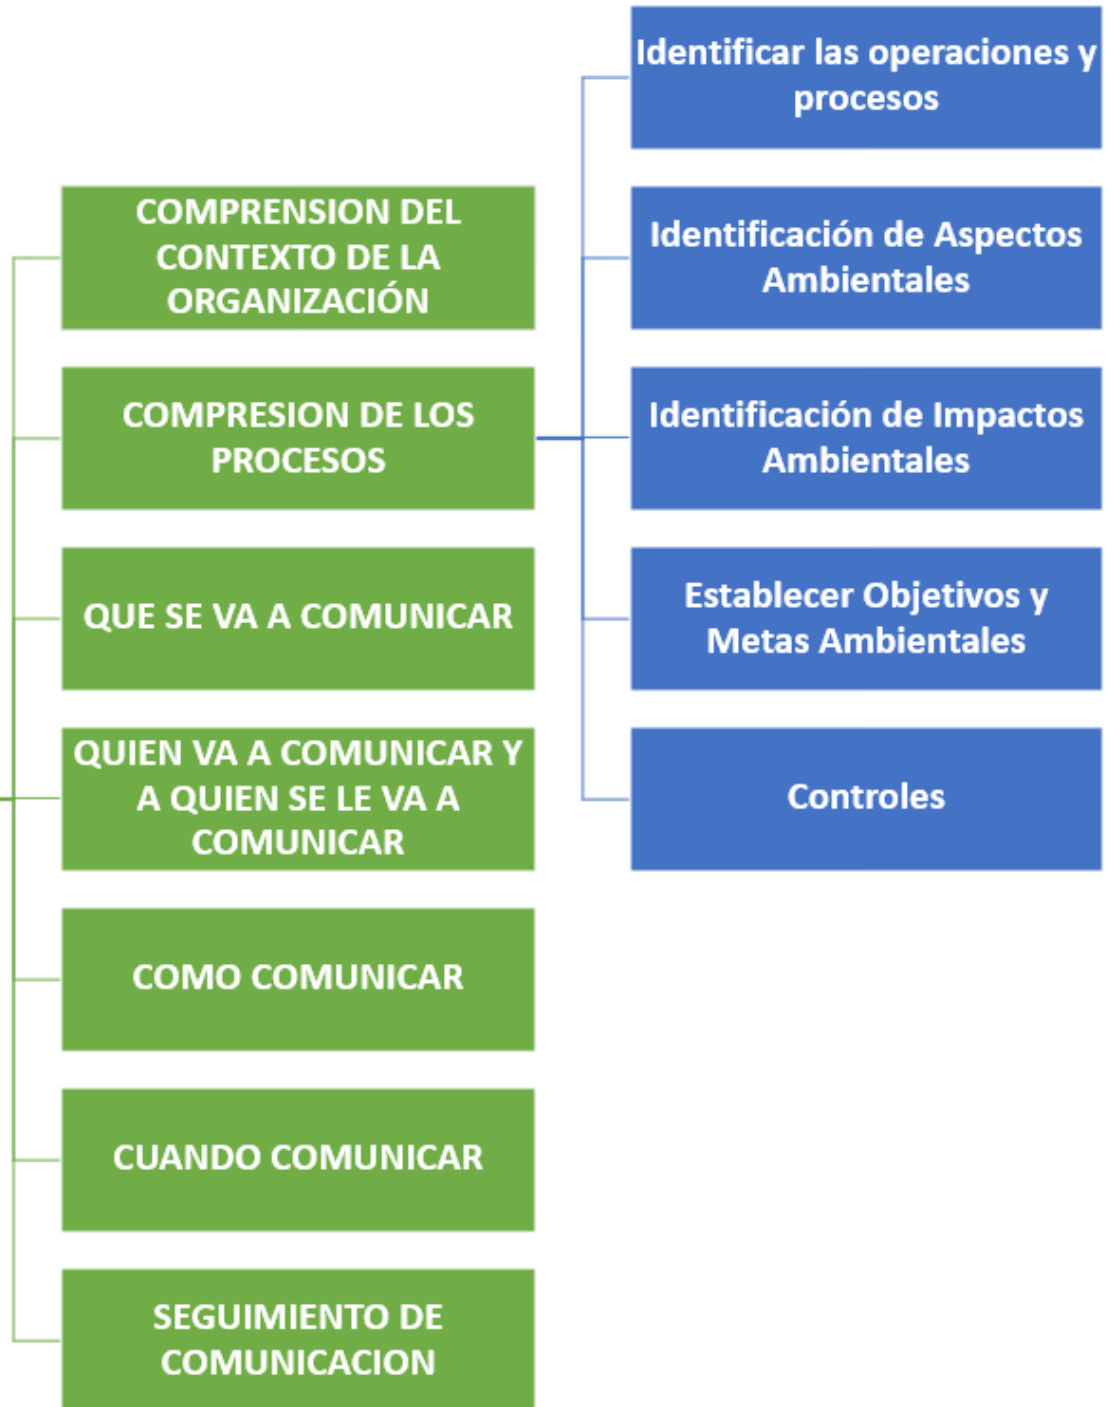 COMPRENSION DEL
CONTEXTO DE LA
ORGANIZACIÓN
COMPRESION DE LOS
PROCESOS
QUE SE VA A COMUNICAR
QUIEN VA A COMUNICAR Y
A QUIEN SE LE VA A
COMUNICAR
COMO COMUNICAR
CUANDO COMUNICAR
SEGUIMIENTO DE
COMUNICACION
Identificar las operaciones y
procesos
Identificación de Aspectos
Ambientales
Identificación de Impactos
Ambientales
Establecer Objetivos y
Metas Ambientales
Controles